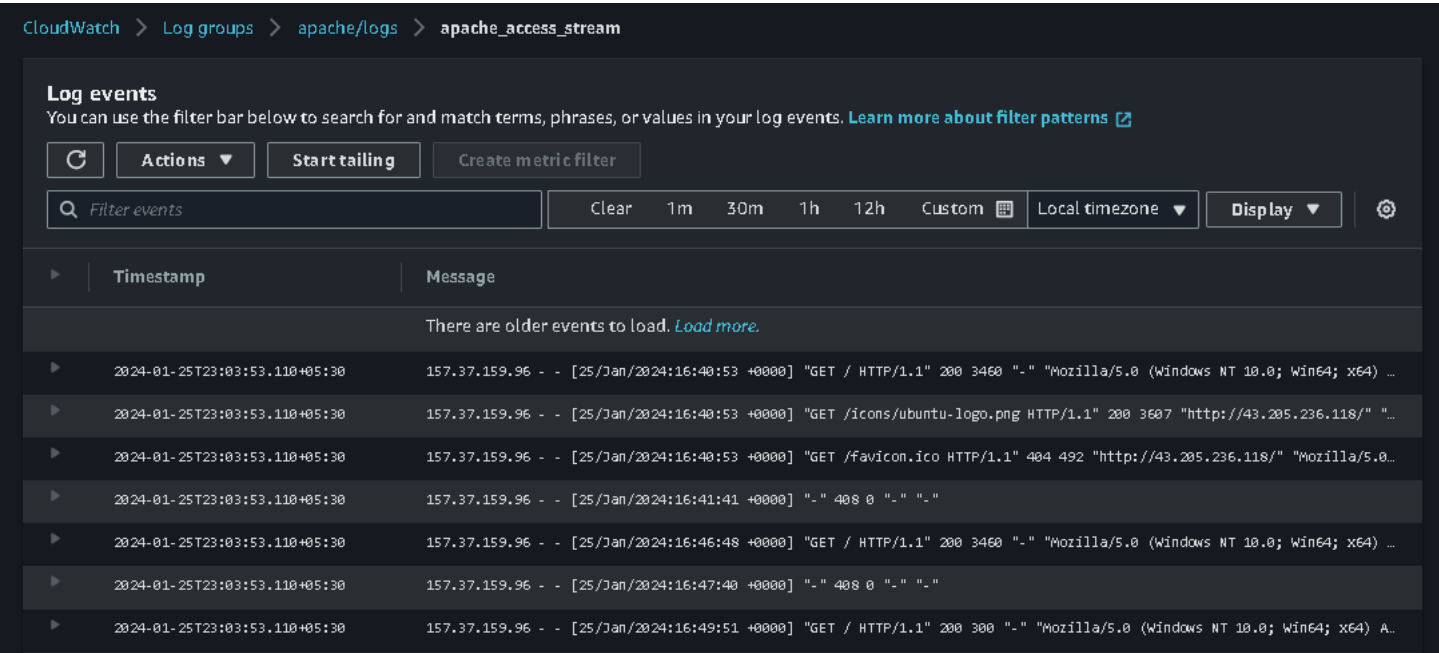 CloudWatch > Log groups > apache/logs > apache_access_stream
Log events
You can use the filter bar below to search for and match terms, phrases, or values in your log events. Learn more about filter patterns
Actions Start tailing Create metric filter
Filter events Clear 1m 30m 1h 12h Custom Local timezone Display
Timestamp Message
There are older events to load. Load more.
2024-01-25T23:03:53.110+05:30 157.37.159.96 - - [25/Jan/2024:16:40:53 +0000] "GET / HTTP/1.1" 200 3460 "-" "Mozilla/5.0 (Windows NT 10.0; Win64; x64) …
2024-01-25T23:03:53.110+05:30 157.37.159.96 - - [25/Jan/2024:16:40:53 +0000] "GET /icons/ubuntu-logo.png HTTP/1.1" 200 3607 "http://43.205.236.118/" "…
2024-01-25T23:03:53.110+05:30 157.37.159.96 - - [25/Jan/2024:16:40:53 +0000] "GET /favicon.ico HTTP/1.1" 404 492 "http://43.205.236.118/" "Mozilla/5.0…
2024-01-25T23:03:53.110+05:30 157.37.159.96 - - [25/Jan/2024:16:41:41 +0000] "-" 408 0 "-" "-"
2024-01-25T23:03:53.110+05:30 157.37.159.96 - - [25/Jan/2024:16:46:48 +0000] "GET / HTTP/1.1" 200 3460 "-" "Mozilla/5.0 (Windows NT 10.0; Win64; x64) …
2024-01-25T23:03:53.110+05:30 157.37.159.96 - - [25/Jan/2024:16:47:40 +0000] "-" 408 0 "-" "-"
2024-01-25T23:03:53.110+05:30 157.37.159.96 - - [25/Jan/2024:16:49:51 +0000] "GET / HTTP/1.1" 200 300 "-" "Mozilla/5.0 (Windows NT 10.0; Win64; x64) A…